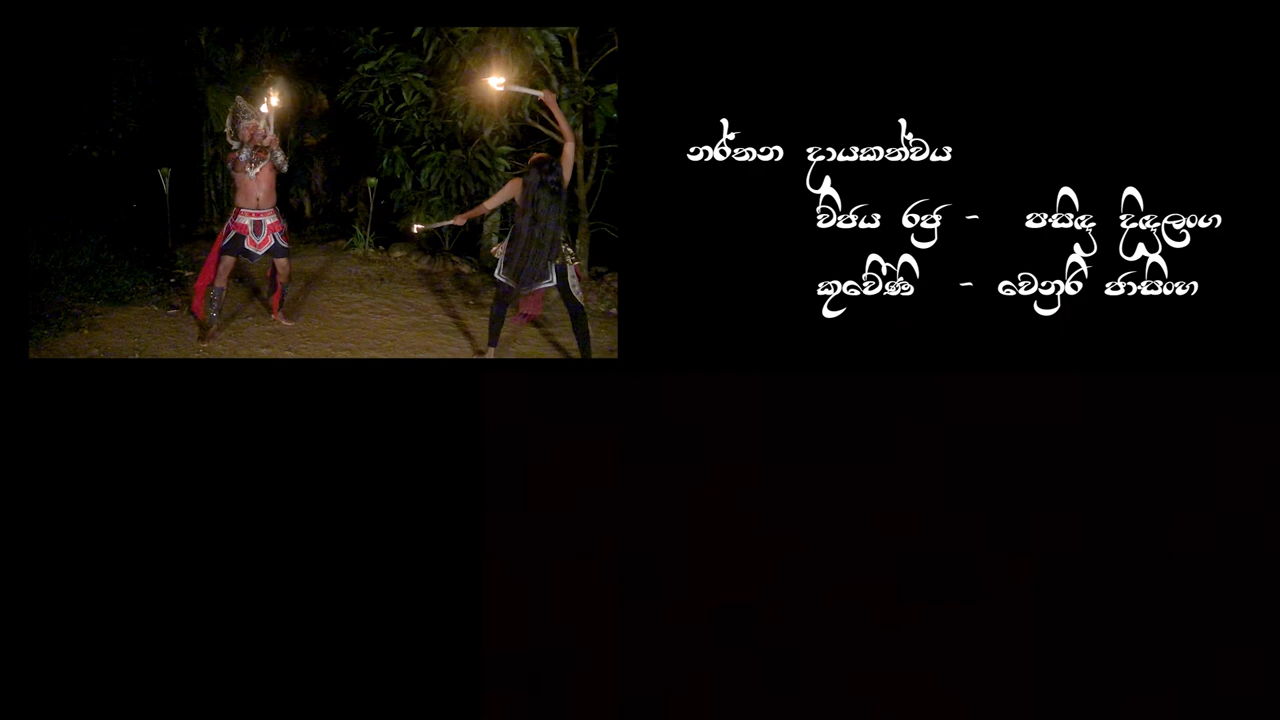 නර්තන දායකත්වය
විජය රජු - පසිඳු දිඳුලංග
කුවේණි - වෙනුරි ජාසිංහ